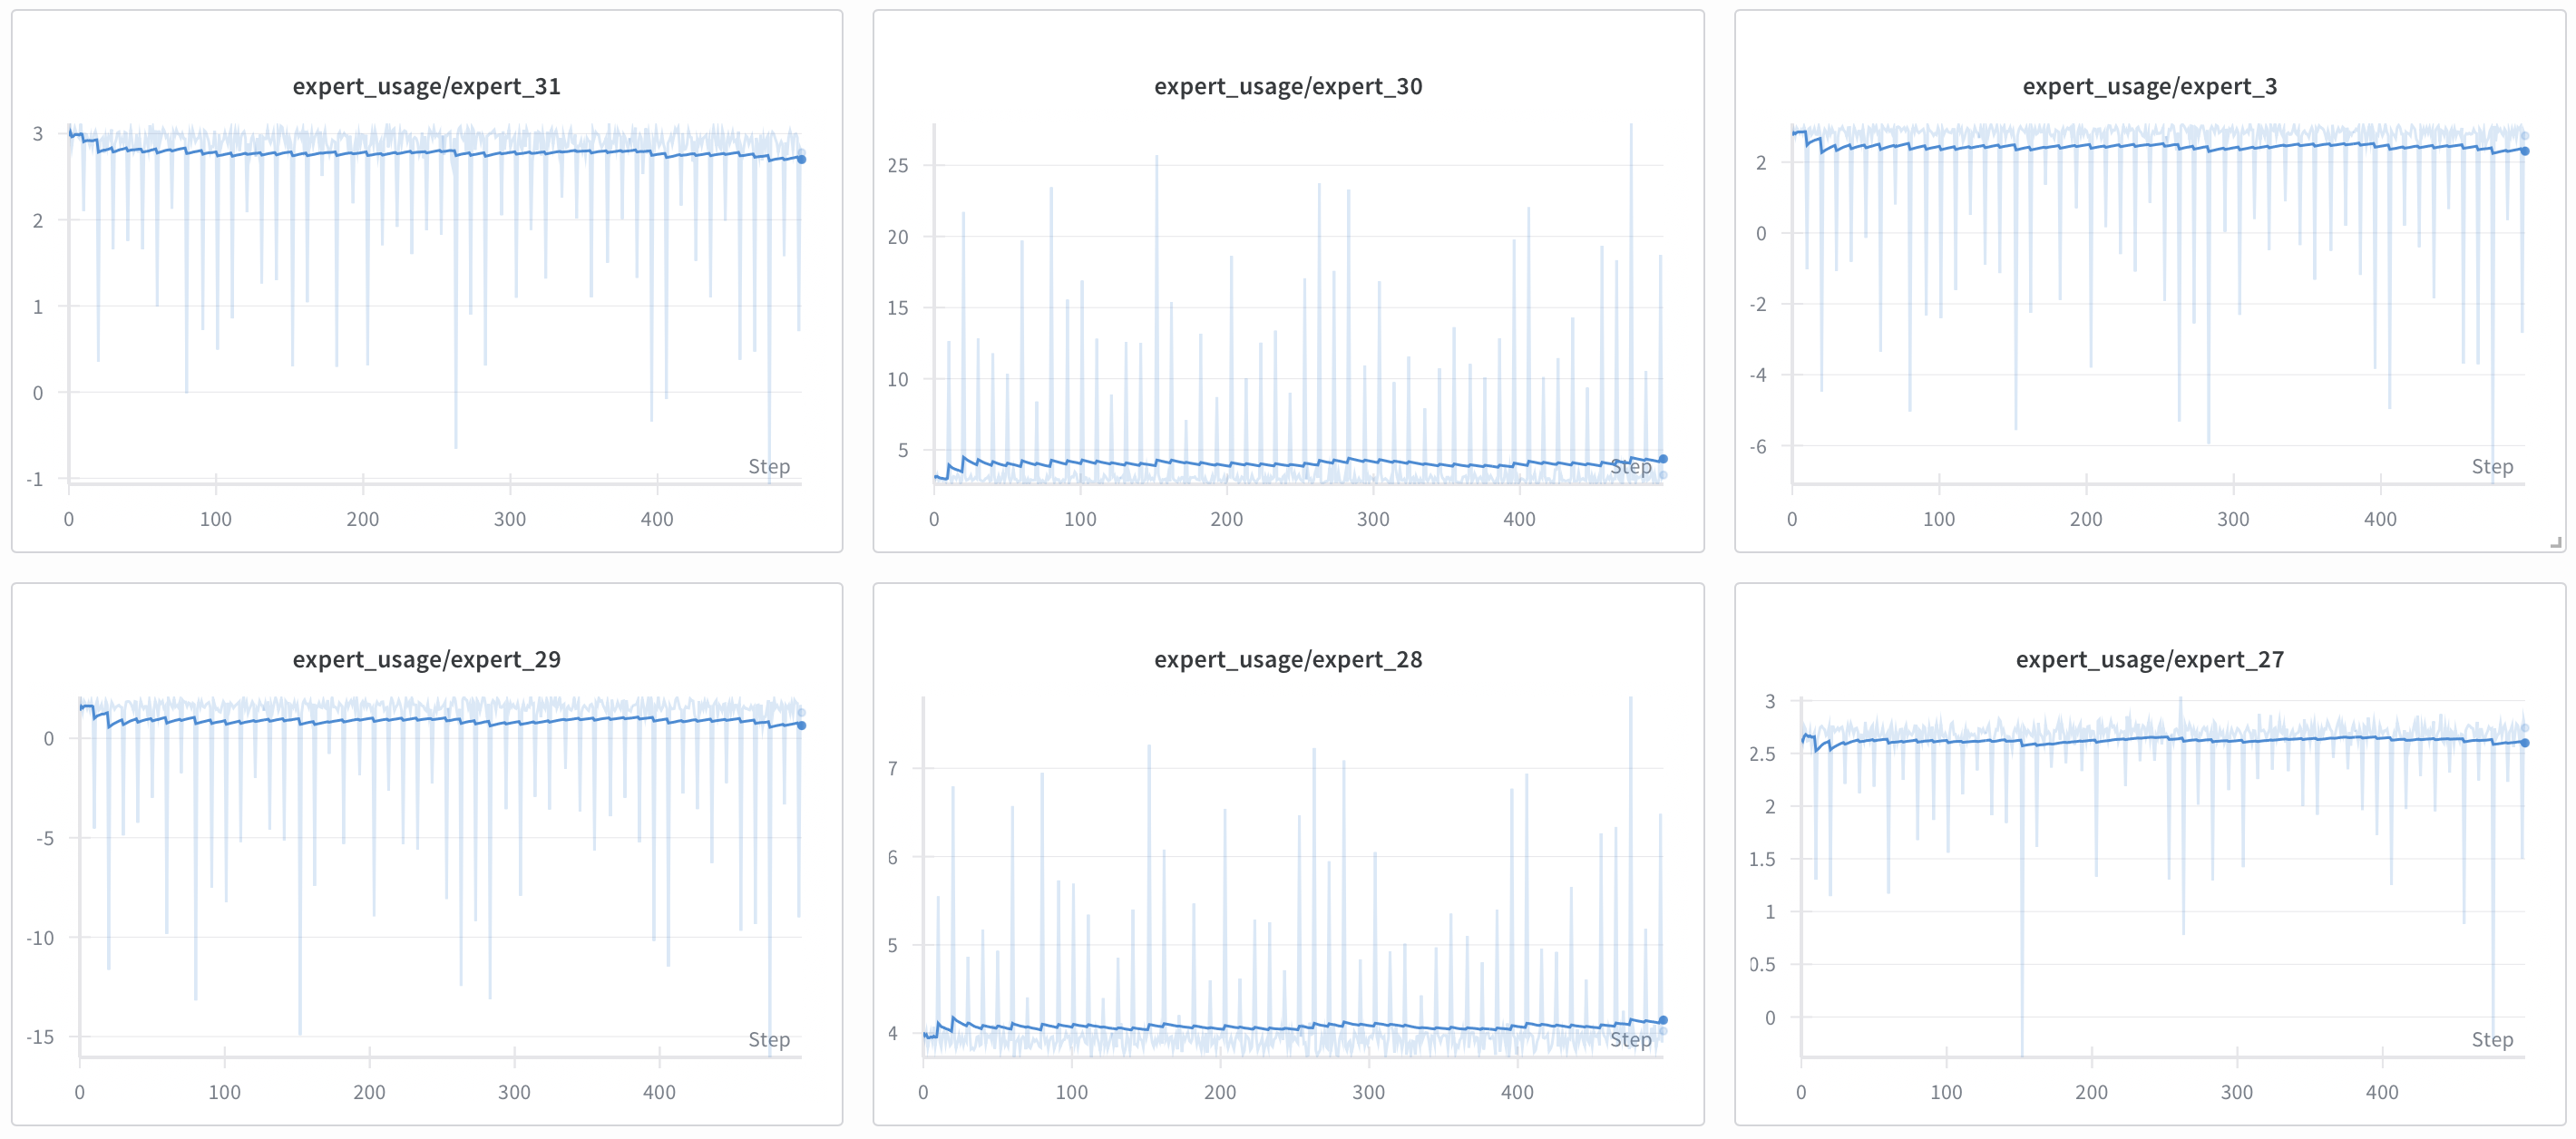 expert_usage/expert_31
3
2
1
0
-1
Step
0 100 200 300 400
expert_usage/expert_30
25
20
15
10
5
Step
0 100 200 300 400
expert_usage/expert_3
2
0
-2
-4
-6
Step
0 100 200 300 400
expert_usage/expert_29
0
-5
-10
-15
Step
0 100 200 300 400
expert_usage/expert_28
7
6
5
4
Step
0 100 200 300 400
expert_usage/expert_27
3
2.5
2
1.5
1
0.5
0
Step
0 100 200 300 400